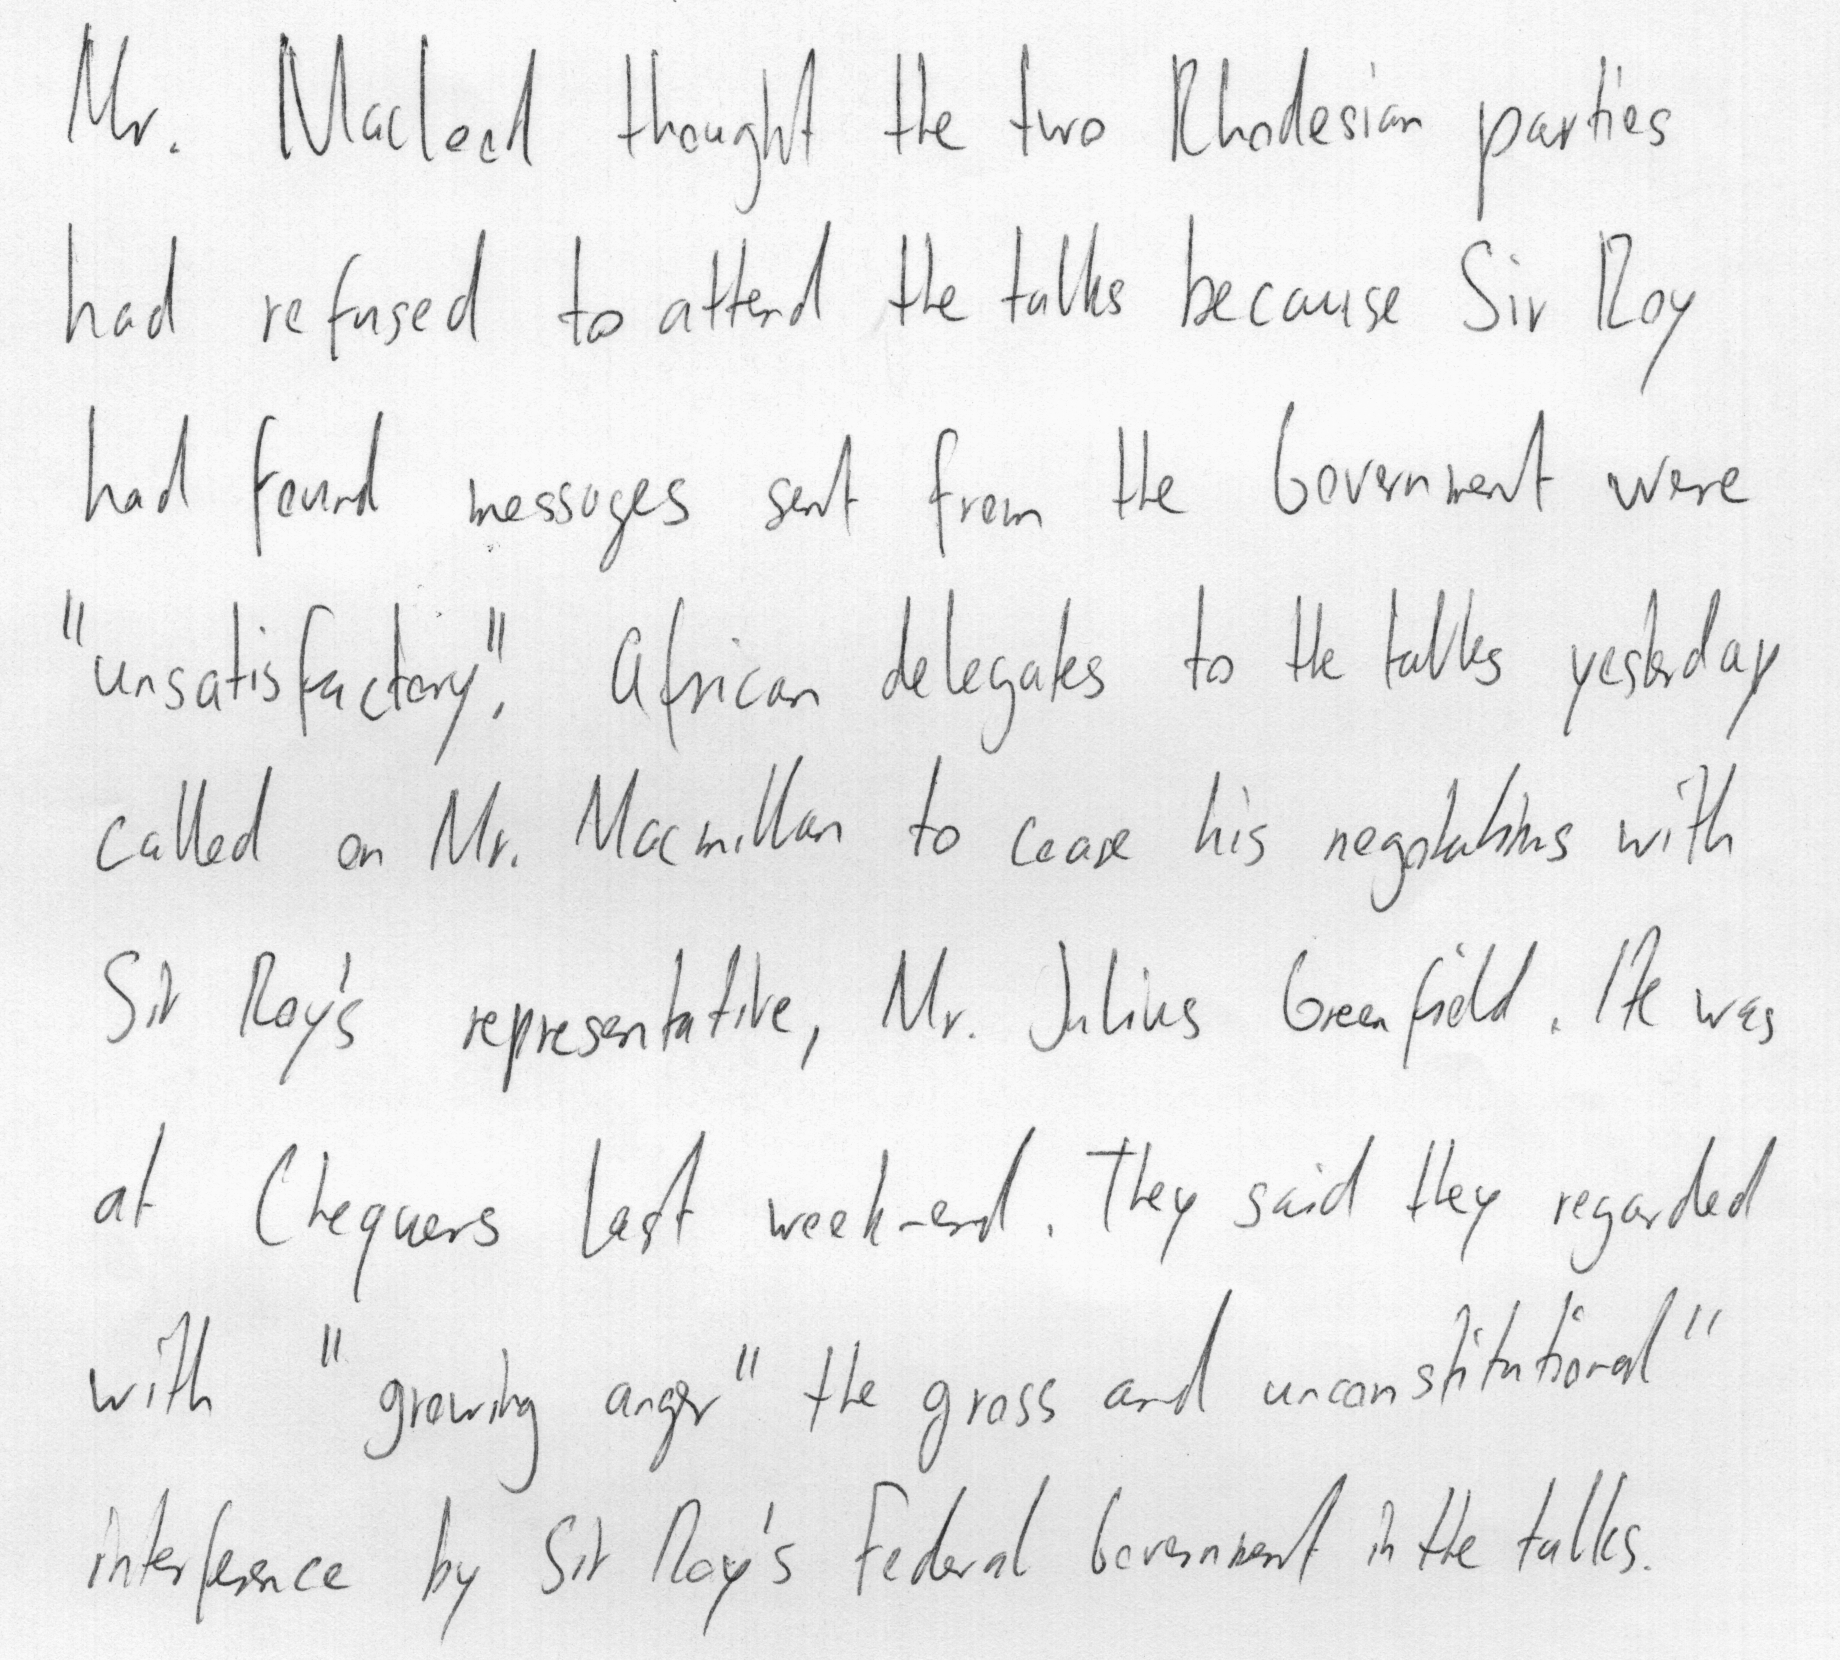 Mr. Macleod thought the two Rhodesian parties
had refused to attend the talks because Sir Roy
had found messages sent from the Government were
"unsatisfactory". African delegates to the talks yesterday
called on Mr. Macmillan to cease his negotiations with
Sir Roy's representative, Mr. Julius Greenfield. He was
at Chequers last week-end. They said they regarded
with "growing anger" the gross and unconstitutional"
interference by Sir Roy's Federal Government in the talks.